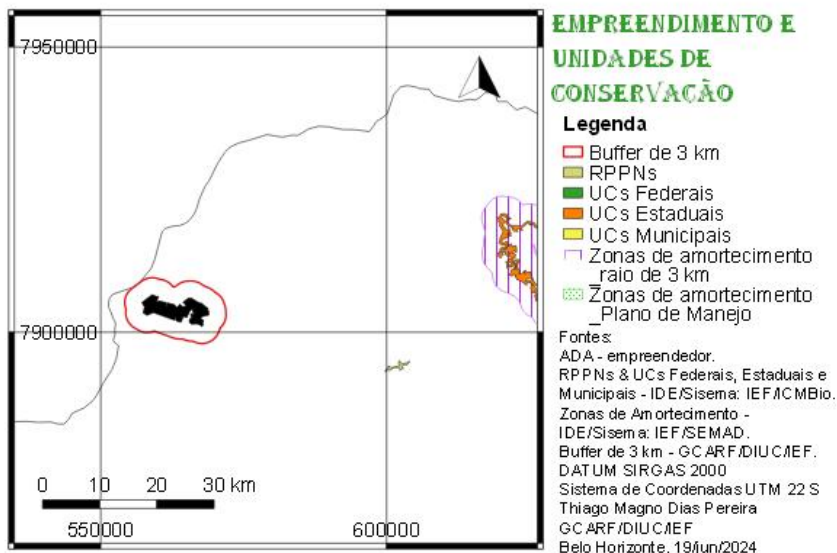 EMPREENDIMENTO E
UNIDADES DE
CONSERVAÇÃO
7950000
7900000
0 10 20 30 km
550000 600000
Legenda
Buffer de 3 km
RPPNs
UCs Federais
UCs Estaduais
UCs Municipais
Zonas de amortecimento
_raio de 3 km
Zonas de amortecimento
_Plano de Manejo
Fontes:
ADA - empreendedor.
RPPNs & UCs Federais, Estaduais e
Municipais - IDE/Sisema: IEF/ICMBio.
Zonas de Amortecimento -
IDE/Sisema: IEF/SEMAD.
Buffer de 3 km - GCARF/DIUC/IEF.
DATUM SIRGAS 2000
Sistema de Coordenadas UTM 22 S
Thiago Magno Dias Pereira
GCARF/DIUC/IEF
Belo Horizonte, 19/jun/2024